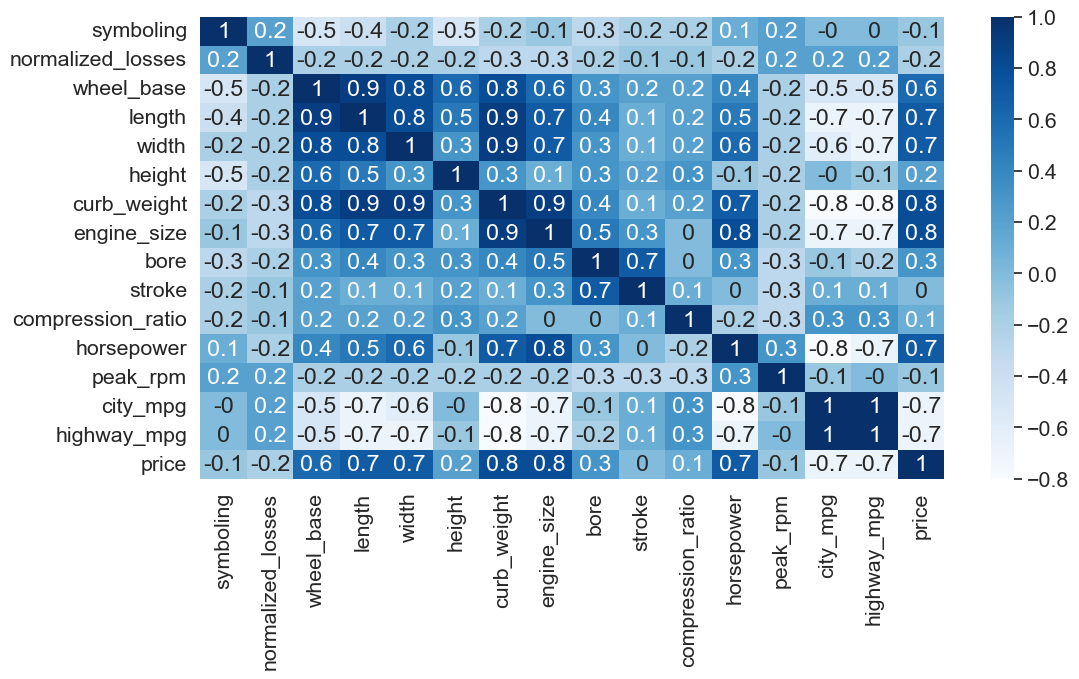 symboling 1 0.2 -0.5 -0.4 -0.2 -0.5 -0.2 -0.1 -0.3 -0.2 -0.2 0.1 0.2 -0 0 -0.1
normalized_losses 0.2 1 -0.2 -0.2 -0.2 -0.2 -0.3 -0.3 -0.2 -0.1 -0.1 -0.2 0.2 0.2 0.2 -0.2
wheel_base -0.5 -0.2 1 0.9 0.8 0.6 0.8 0.6 0.3 0.2 0.2 0.4 -0.2 -0.5 -0.5 0.6
length -0.4 -0.2 0.9 1 0.8 0.5 0.9 0.7 0.4 0.1 0.2 0.5 -0.2 -0.7 -0.7 0.7
width -0.2 -0.2 0.8 0.8 1 0.3 0.9 0.7 0.3 0.1 0.2 0.6 -0.2 -0.6 -0.7 0.7
height -0.5 -0.2 0.6 0.5 0.3 1 0.3 0.1 0.3 0.2 0.3 -0.1 -0.2 -0 -0.1 0.2
curb_weight -0.2 -0.3 0.8 0.9 0.9 0.3 1 0.9 0.4 0.1 0.2 0.7 -0.2 -0.8 -0.8 0.8
engine_size -0.1 -0.3 0.6 0.7 0.7 0.1 0.9 1 0.5 0.3 0 0.8 -0.2 -0.7 -0.7 0.8
bore -0.3 -0.2 0.3 0.4 0.3 0.3 0.4 0.5 1 0.7 0 0.3 -0.3 -0.1 -0.2 0.3
stroke -0.2 -0.1 0.2 0.1 0.1 0.2 0.1 0.3 0.7 1 0.1 0 -0.3 0.1 0.1 0
compression_ratio -0.2 -0.1 0.2 0.2 0.2 0.3 0.2 0 0 0.1 1 -0.2 -0.3 0.3 0.3 0.1
horsepower 0.1 -0.2 0.4 0.5 0.6 -0.1 0.7 0.8 0.3 0 -0.2 1 0.3 -0.8 -0.7 0.7
peak_rpm 0.2 0.2 -0.2 -0.2 -0.2 -0.2 -0.2 -0.2 -0.3 -0.3 -0.3 0.3 1 -0.1 -0 -0.1
city_mpg -0 0.2 -0.5 -0.7 -0.6 -0 -0.8 -0.7 -0.1 0.1 0.3 -0.8 -0.1 1 1 -0.7
highway_mpg 0 0.2 -0.5 -0.7 -0.7 -0.1 -0.8 -0.7 -0.2 0.1 0.3 -0.7 -0 1 1 -0.7
price -0.1 -0.2 0.6 0.7 0.7 0.2 0.8 0.8 0.3 0 0.1 0.7 -0.1 -0.7 -0.7 1
symboling
normalized_losses
wheel_base
length
width
height
curb_weight
engine_size
bore
stroke
compression_ratio
horsepower
peak_rpm
city_mpg
highway_mpg
price
1.0
0.8
0.6
0.4
0.2
0.0
-0.2
-0.4
-0.6
-0.8